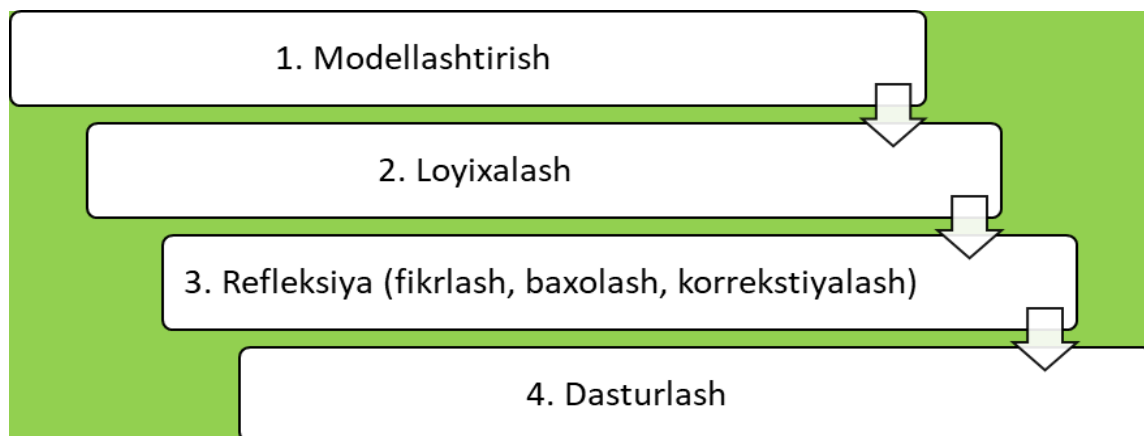 1. Modellashtirish
2. Loyixalash
3. Refleksiya (fikrlash, baxolash, korrekstiyalash)
4. Dasturlash